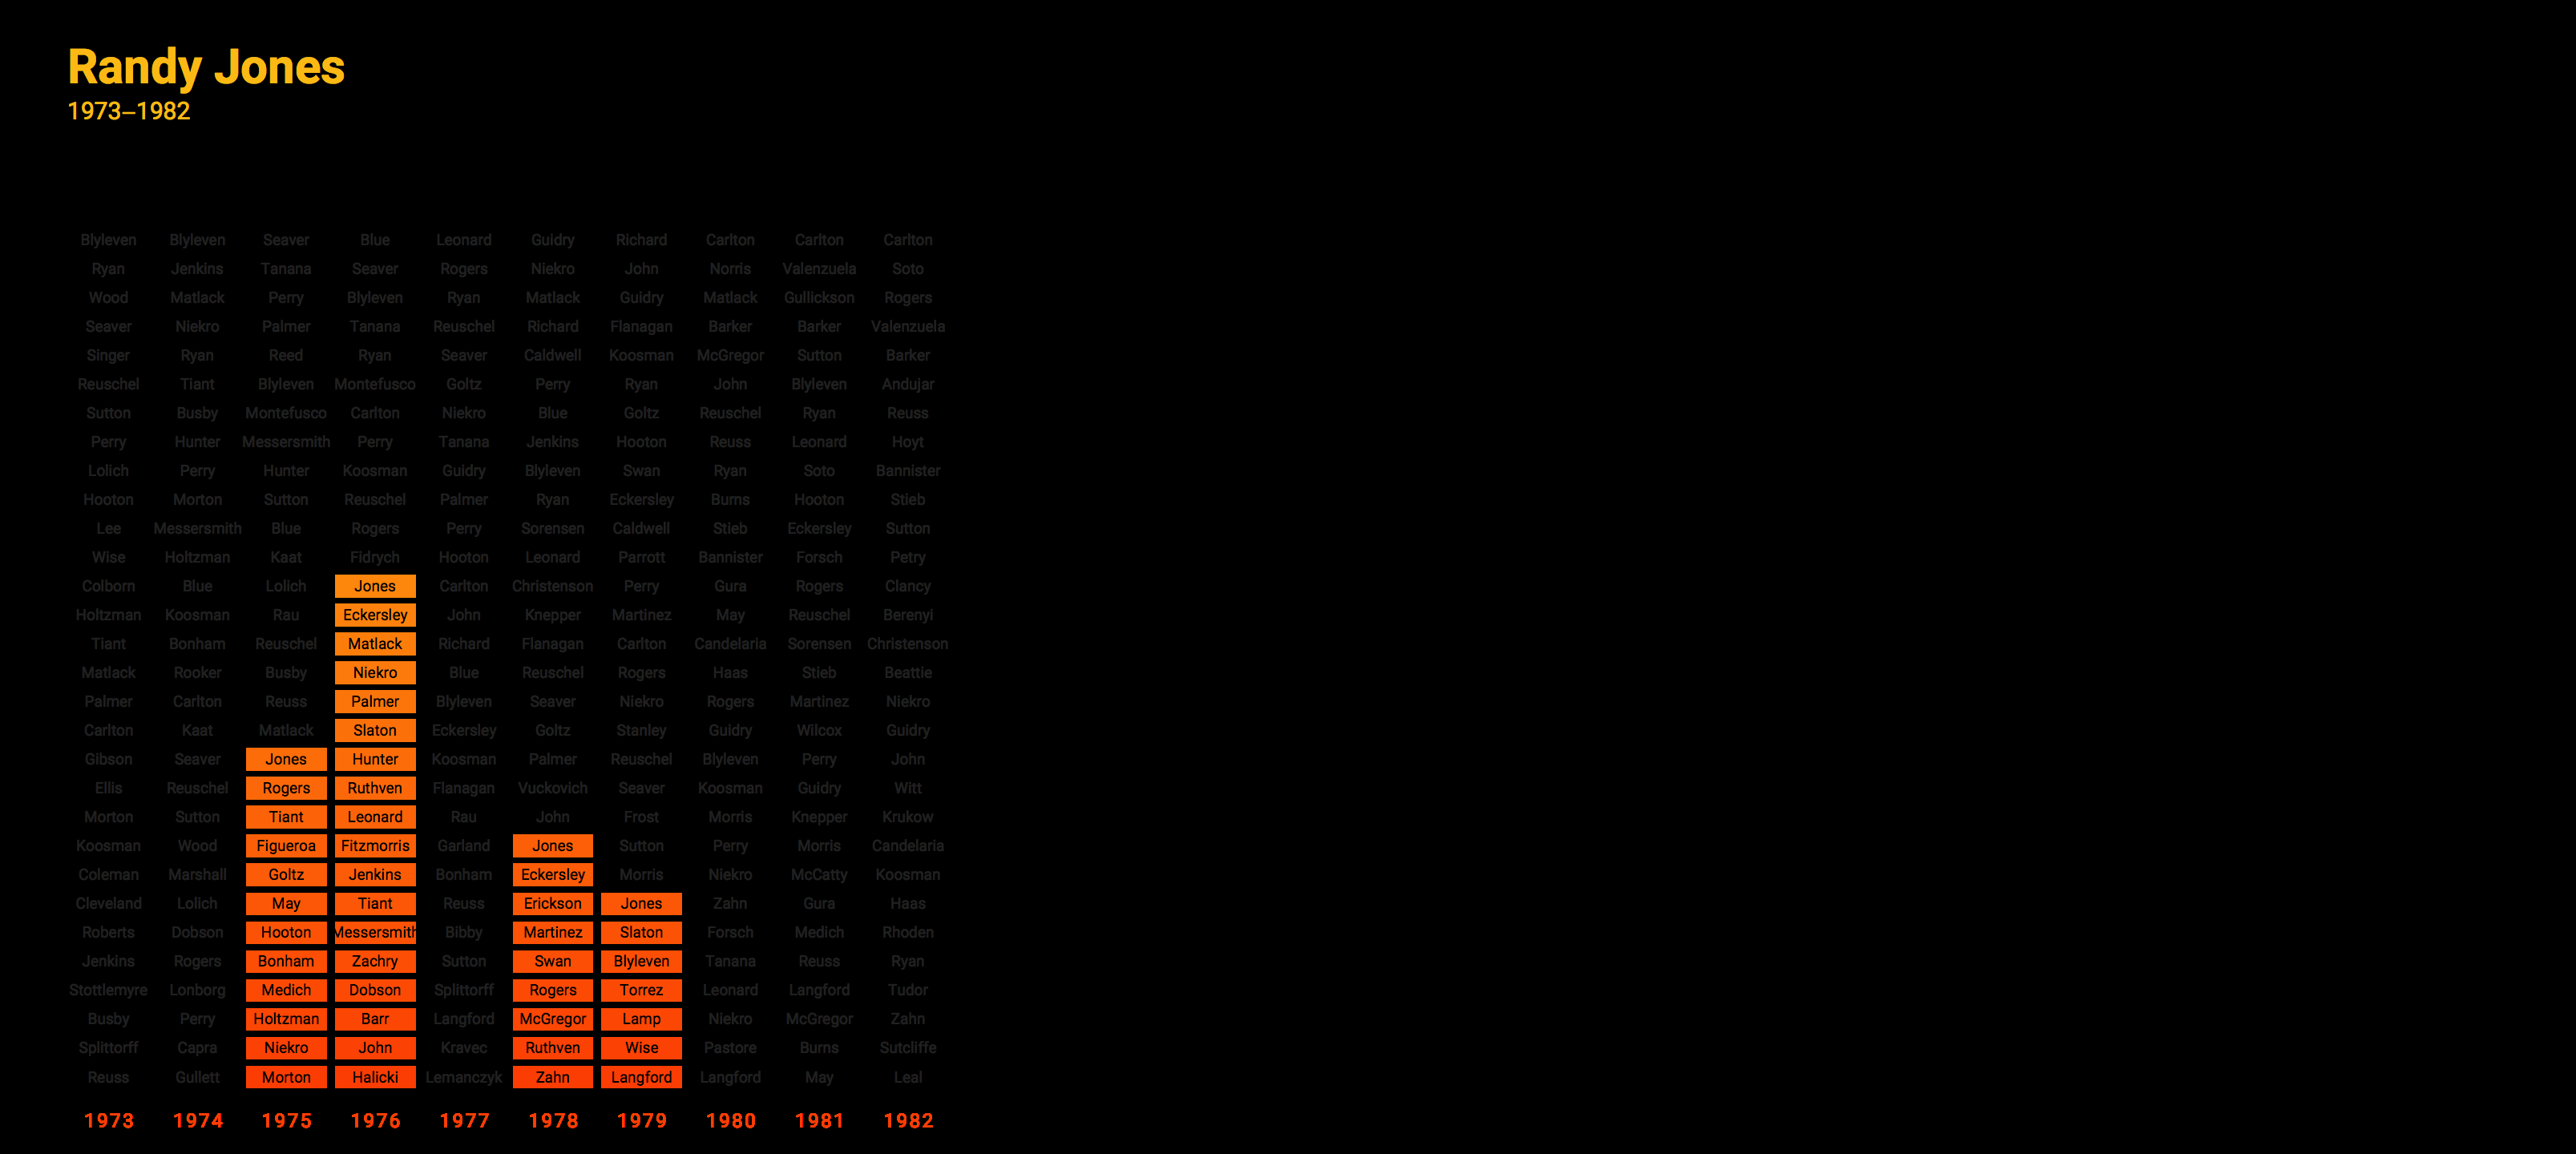 Randy Jones
1973–1982
Blyleven Blyleven Seaver Blue Leonard Guidry Richard Carlton Carlton Carlton
Ryan Jenkins Tanana Seaver Rogers Niekro John Norris Valenzuela Soto
Wood Matlack Perry Blyleven Ryan Matlack Guidry Matlack Gullickson Rogers
Seaver Niekro Palmer Tanana Reuschel Richard Flanagan Barker Barker Valenzuela
Singer Ryan Reed Ryan Seaver Caldwell Koosman McGregor Sutton Barker
Reuschel Tiant Blyleven Montefusco Goltz Perry Ryan John Blyleven Andujar
Sutton Busby Montefusco Carlton Niekro Blue Goltz Reuschel Ryan Reuss
Perry Hunter Messersmith Perry Tanana Jenkins Hooton Reuss Leonard Hoyt
Lolich Perry Hunter Koosman Guidry Blyleven Swan Ryan Soto Bannister
Hooton Morton Sutton Reuschel Palmer Ryan Eckersley Burns Hooton Stieb
Lee Messersmith Blue Rogers Perry Sorensen Caldwell Stieb Eckersley Sutton
Wise Holtzman Kaat Fidrych Hooton Leonard Parrott Bannister Forsch Petry
Colborn Blue Lolich Jones Carlton Christenson Perry Gura Rogers Clancy
Holtzman Koosman Rau Eckersley John Knepper Martinez May Reuschel Berenyi
Tiant Bonham Reuschel Matlack Richard Flanagan Carlton Candelaria Sorensen Christenson
Matlack Rooker Busby Niekro Blue Reuschel Rogers Haas Stieb Beattie
Palmer Carlton Reuss Palmer Blyleven Seaver Niekro Rogers Martinez Niekro
Carlton Kaat Matlack Slaton Eckersley Goltz Stanley Guidry Wilcox Guidry
Gibson Seaver Jones Hunter Koosman Palmer Reuschel Blyleven Perry John
Ellis Reuschel Rogers Ruthven Flanagan Vuckovich Seaver Koosman Guidry Witt
Morton Sutton Tiant Leonard Rau John Frost Morris Knepper Krukow
Koosman Wood Figueroa Fitzmorris Garland Jones Sutton Perry Morris Candelaria
Coleman Marshall Goltz Jenkins Bonham Eckersley Morris Niekro McCatty Koosman
Cleveland Lolich May Tiant Reuss Erickson Jones Zahn Gura Haas
Roberts Dobson Hooton Messersmith Bibby Martinez Slaton Forsch Medich Rhoden
Jenkins Rogers Bonham Zachry Sutton Swan Blyleven Tanana Reuss Ryan
Stottlemyre Lonborg Medich Dobson Splittorff Rogers Torrez Leonard Langford Tudor
Busby Perry Holtzman Barr Langford McGregor Lamp Niekro McGregor Zahn
Splittorff Capra Niekro John Kravec Ruthven Wise Pastore Burns Sutcliffe
Reuss Gullett Morton Halicki Lemanczyk Zahn Langford Langford May Leal
1973 1974 1975 1976 1977 1978 1979 1980 1981 1982